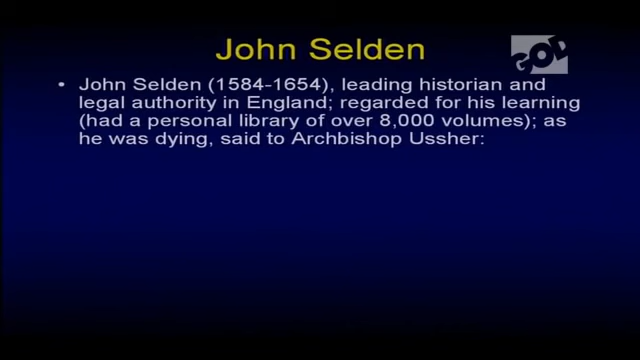 John Selden
GOD
• John Selden (1584-1654), leading historian and
legal authority in England; regarded for his learning
(had a personal library of over 8,000 volumes); as
he was dying, said to Archbishop Ussher: